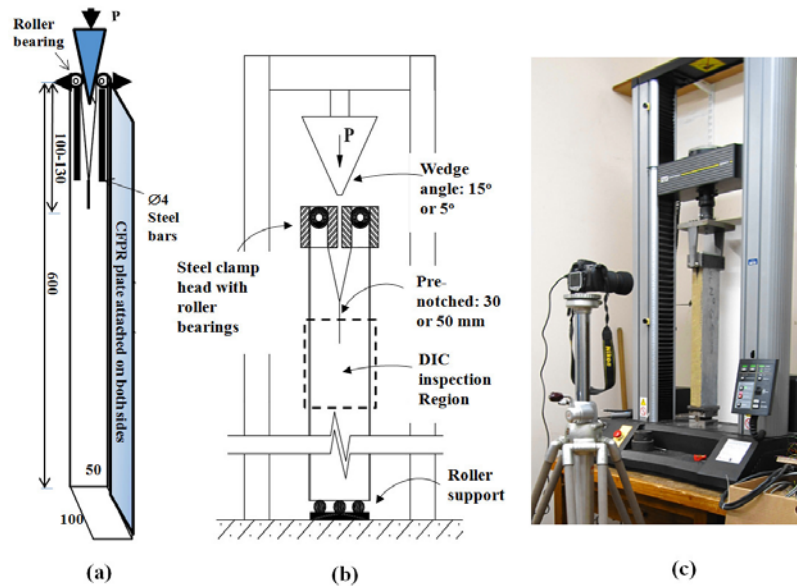 P
Roller
bearing
100-130
Ø4
Steel
bars
600
CFPR plate attached on both sides
50
100
(a)
P
Wedge
angle: 15°
or 5°
Steel clamp
head with
roller
bearings
Pre-
notched: 30
or 50 mm
DIC
inspection
Region
Roller
support
(b)
Nikon
(c)